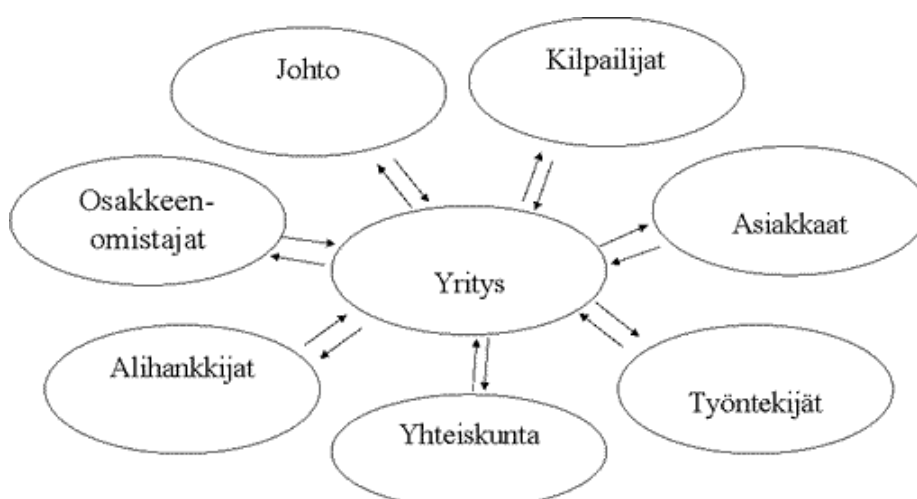 Johto
Kilpailijat
Osakkeen-
omistajat
Asiakkaat
Yritys
Alihankkijat
Työntekijät
Yhteiskunta